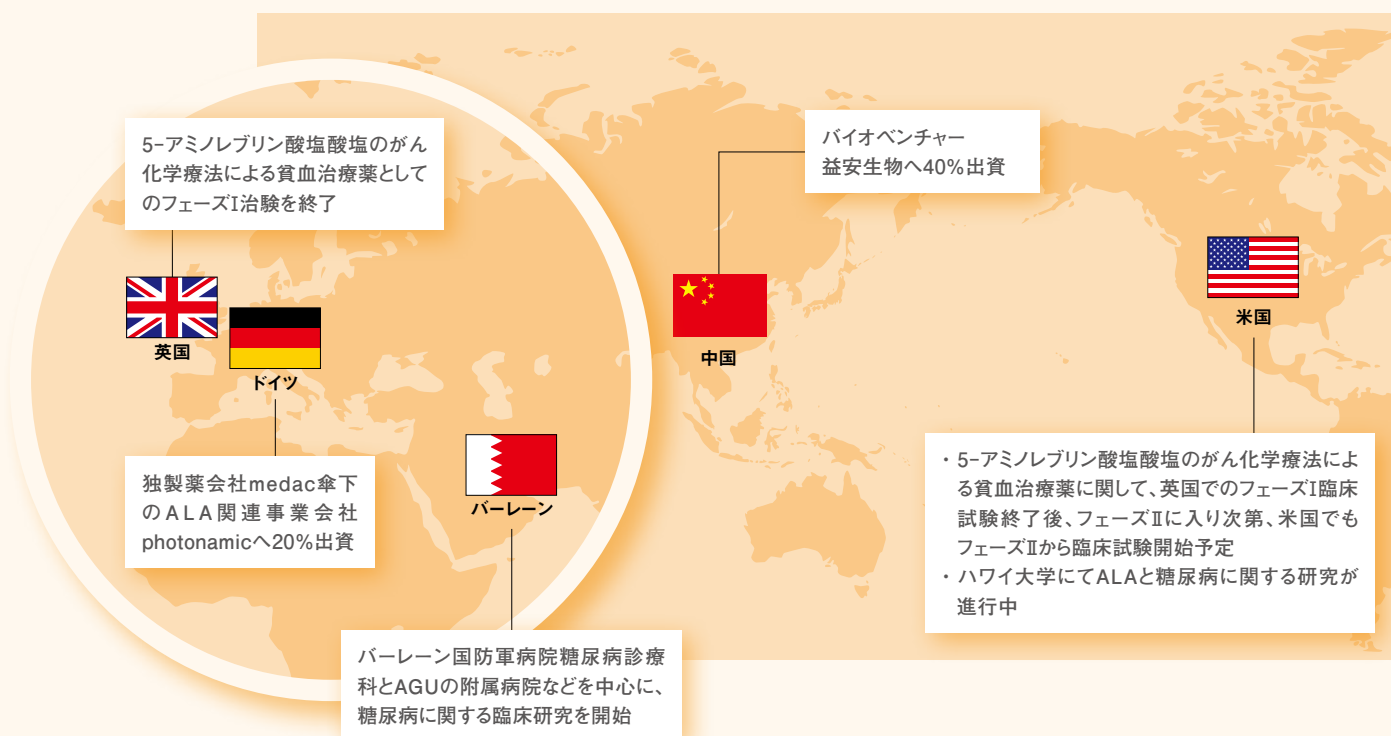 5-アミノレブリン酸塩酸塩のがん
化学療法による貧血治療薬として
のフェーズI治験を終了
英国
ドイツ
独製薬会社medac傘下
のALA関連事業会社
photonamicへ20%出資
バーレーン
バーレーン国防軍病院糖尿病診療
科とAGUの附属病院などを中心に、
糖尿病に関する臨床研究を開始
バイオベンチャー
益安生物へ40%出資
中国
米国
・5-アミノレブリン酸塩酸塩のがん化学療法によ
る貧血治療薬に関して、英国でのフェーズI臨床
試験終了後、フェーズⅡに入り次第、米国でも
フェーズⅡから臨床試験開始予定
・ハワイ大学にてALAと糖尿病に関する研究が
進行中